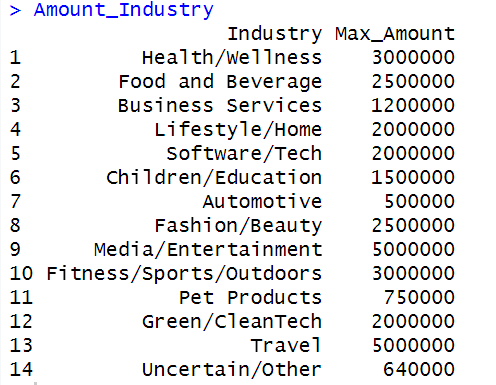 > Amount_Industry
Industry Max_Amount
1 Health/Wellness 3000000
2 Food and Beverage 2500000
3 Business Services 1200000
4 Lifestyle/Home 2000000
5 Software/Tech 2000000
6 Children/Education 1500000
7 Automotive 500000
8 Fashion/Beauty 2500000
9 Media/Entertainment 5000000
10 Fitness/Sports/Outdoors 3000000
11 Pet Products 750000
12 Green/CleanTech 2000000
13 Travel 5000000
14 Uncertain/Other 640000